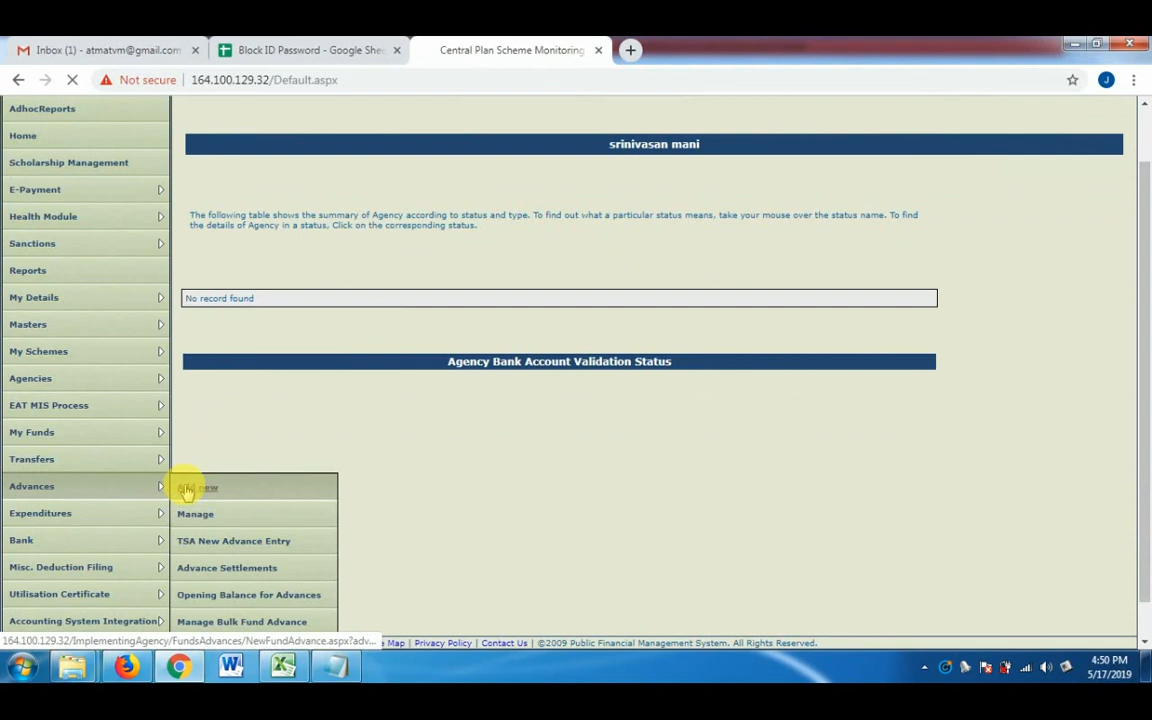 Inbox (1) - atmatvm@gmail.com
Block ID Password - Google Shee
Central Plan Scheme Monitoring
Not secure
164.100.129.32/Default.aspx
J
AdhocReports
Home
Scholarship Management
E-Payment
Health Module
Sanctions
Reports
My Details
Masters
My Schemes
Agencies
EAT MIS Process
My Funds
Transfers
Advances
Expenditures
Bank
Misc. Deduction Filing
Utilisation Certificate
Accounting System Integration
srinivasan mani
The following table shows the summary of Agency according to status and type. To find out what a particular status means, take your mouse over the status name. To find
the details of Agency in a status, Click on the corresponding status.
No record found
Agency Bank Account Validation Status
new
Manage
TSA New Advance Entry
Advance Settlements
Opening Balance for Advances
Manage Bulk Fund Advance
164.100.129.32/ImplementingAgency/FundsAdvances/NewFundAdvance.aspx?adv...
Map | Privacy Policy | Contact Us | ©2009 Public Financial Management System. All Rights Reserved.
4:50 PM
5/17/2019